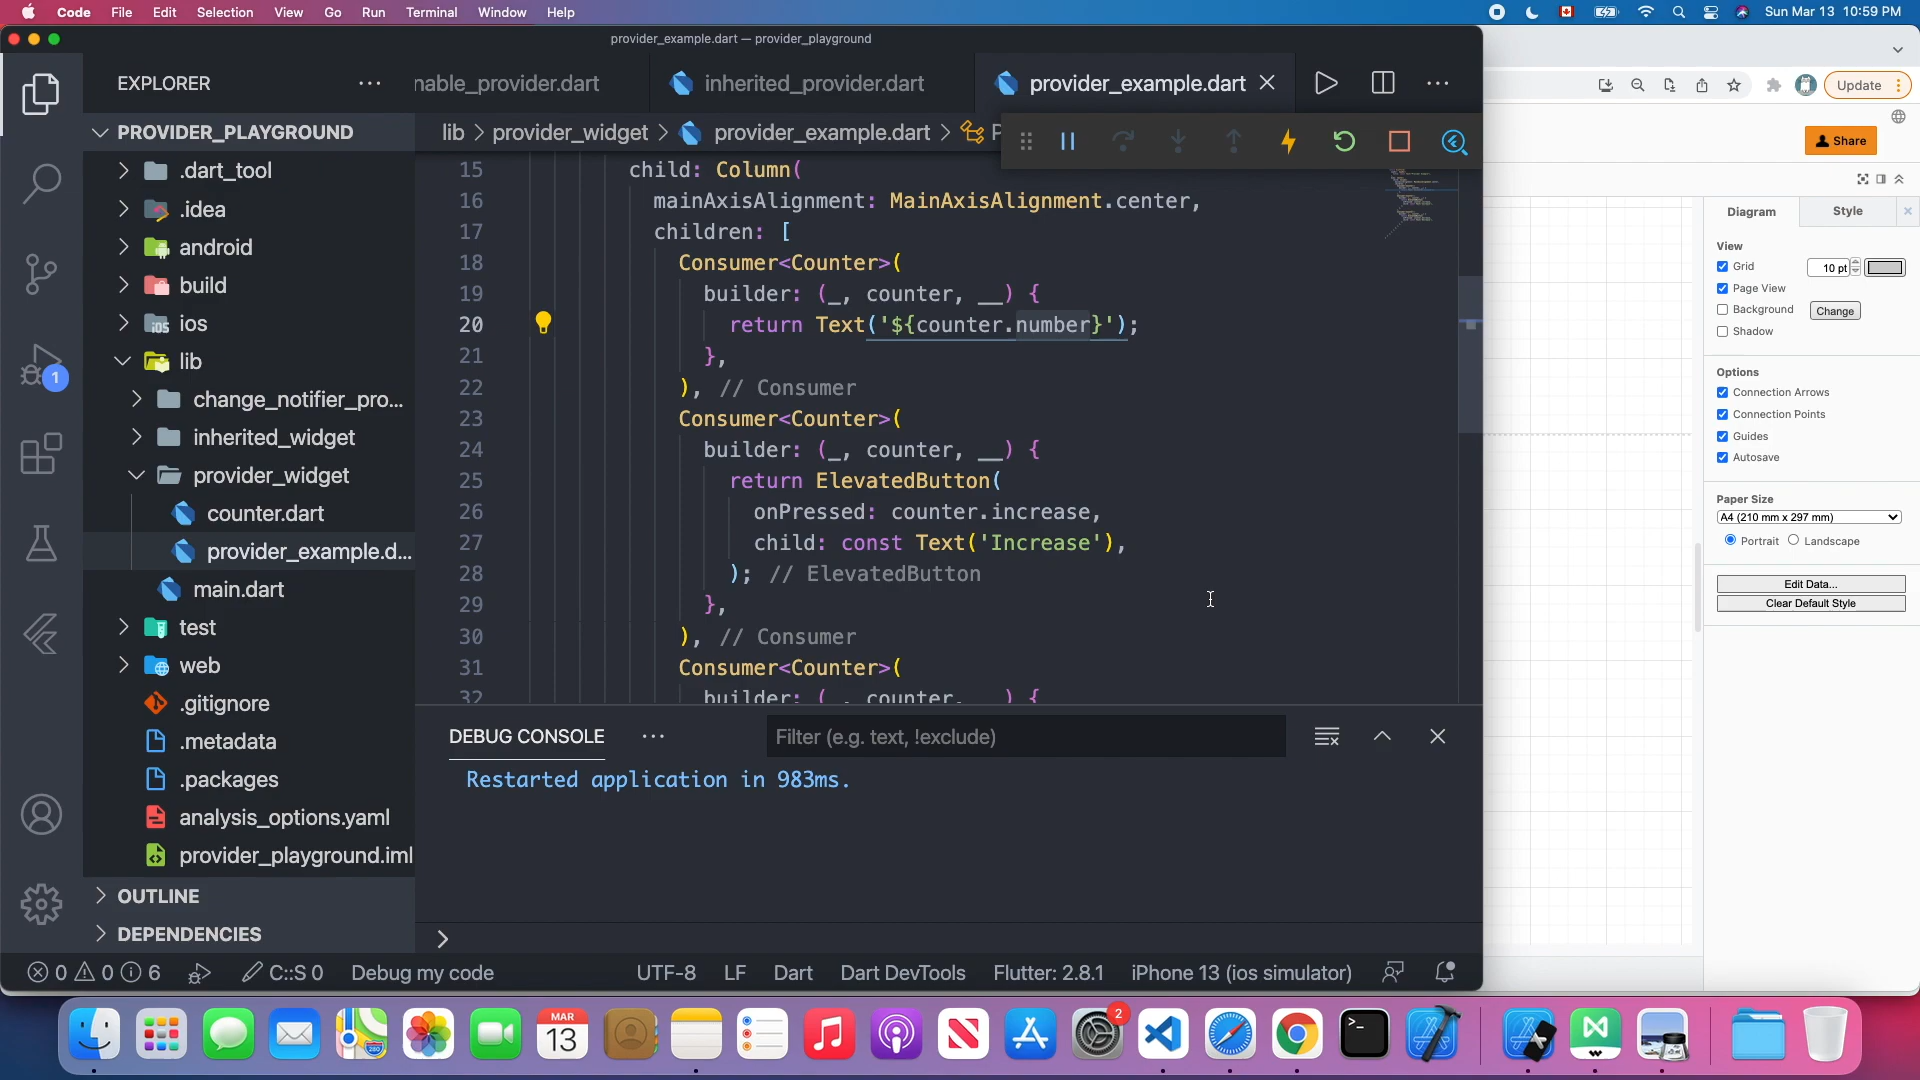 Code File Edit Selection View Go Run Terminal Window Help
Sun Mar 13 10:59 PM
provider_example.dart — provider_playground
EXPLORER
nable_provider.dart
inherited_provider.dart
provider_example.dart
Update
PROVIDER_PLAYGROUND
lib > provider_widget > provider_example.dart > P
Share
.dart_tool
.idea
android
build
ios
lib
change_notifier_pro...
inherited_widget
provider_widget
counter.dart
provider_example.d...
main.dart
test
web
.gitignore
.metadata
.packages
analysis_options.yaml
provider_playground.iml
OUTLINE
DEPENDENCIES
1
15 child: Column(
16 mainAxisAlignment: MainAxisAlignment.center,
17 children: [
18 Consumer<Counter>(
19 builder: (_, counter, __) {
20 return Text('${counter.number}');
21 },
22 ), // Consumer
23 Consumer<Counter>(
24 builder: (_, counter, __) {
25 return ElevatedButton(
26 onPressed: counter.increase,
27 child: const Text('Increase'),
28 ); // ElevatedButton
29 },
30 ), // Consumer
31 Consumer<Counter>(
32 builder: (_, counter, __) {
DEBUG CONSOLE
Filter (e.g. text, !exclude)
Restarted application in 983ms.
0 0 6 C::S 0 Debug my code UTF-8 LF Dart Dart DevTools Flutter: 2.8.1 iPhone 13 (ios simulator)
Diagram Style
View
Grid 10 pt
Page View
Background Change
Shadow
Options
Connection Arrows
Connection Points
Guides
Autosave
Paper Size
A4 (210 mm x 297 mm)
Portrait Landscape
Edit Data...
Clear Default Style
MAR
13
280
2